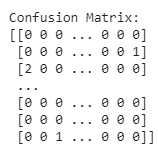 Confusion Matrix:
[[0 0 0 ... 0 0 0]
[0 0 0 ... 0 0 1]
[2 0 0 ... 0 0 0]
...
[0 0 0 ... 0 0 0]
[0 0 0 ... 0 0 0]
[0 0 1 ... 0 0 0]]